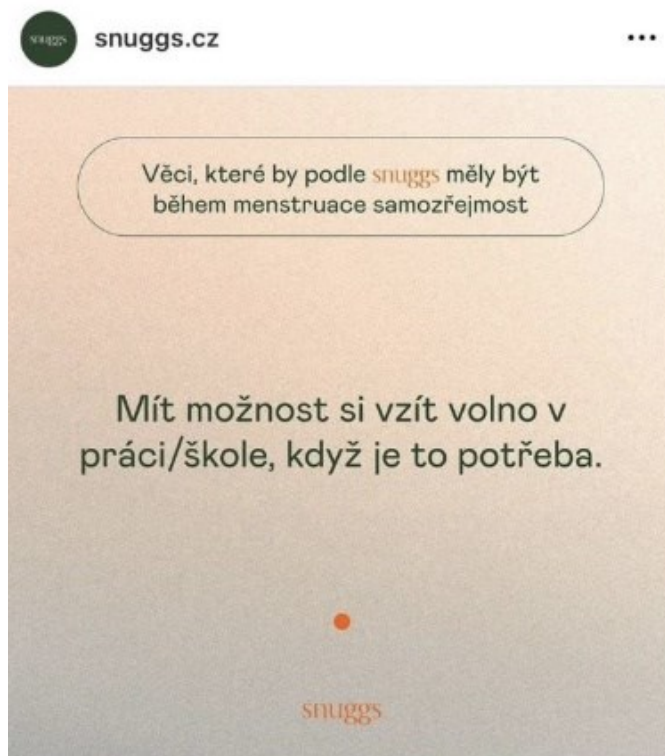 snuggs
snuggs.cz
Věci, které by podle snuggs měly být
během menstruace samozřejmost
Mít možnost si vzít volno v
práci/škole, když je to potřeba.
snuggs